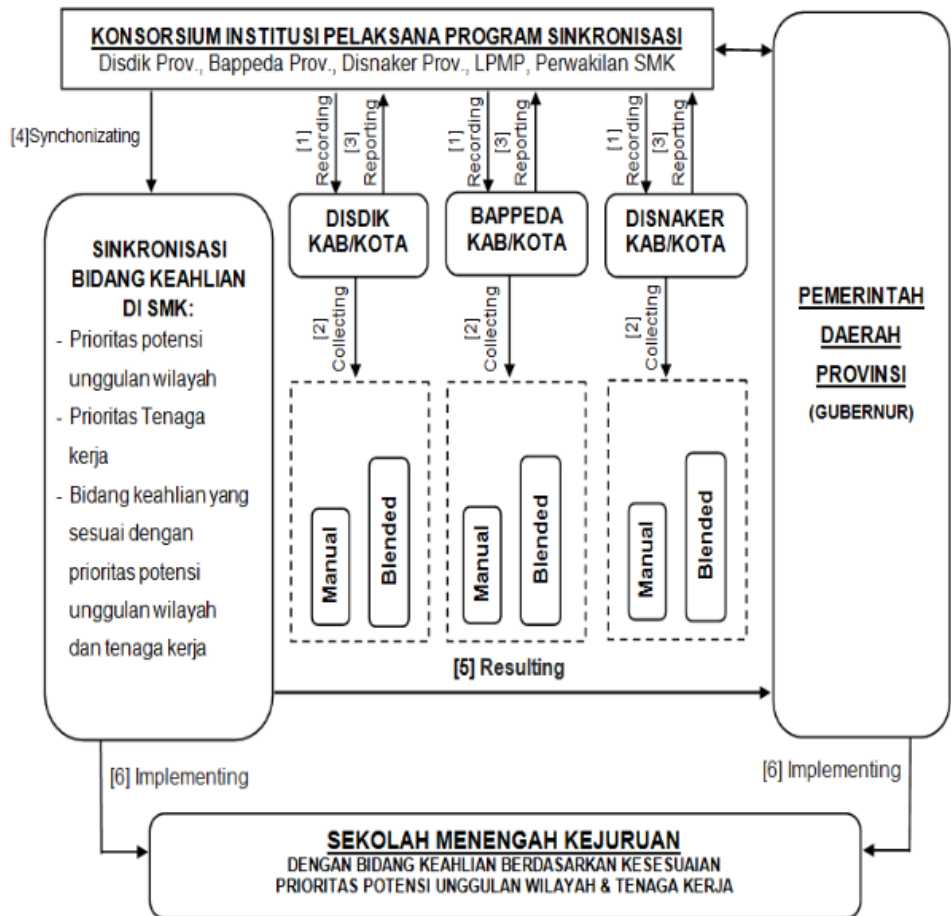 KONSORSIUM INSTITUSI PELAKSANA PROGRAM SINKRONISASI
Disdik Prov., Bappeda Prov., Disnaker Prov., LPMP, Perwakilan SMK
[4]Synchonizating
[1]
Recording
[3]
Reporting
[1]
Recording
[3]
Reporting
[1]
Recording
[3]
Reporting
SINKRONISASI
BIDANG KEAHLIAN
DI SMK:
- Prioritas potensi
unggulan wilayah
- Prioritas Tenaga
kerja
- Bidang keahlian yang
sesuai dengan
prioritas potensi
unggulan wilayah
dan tenaga kerja
DISDIK
KAB/KOTA
BAPPEDA
KAB/KOTA
DISNAKER
KAB/KOTA
[2]
Collecting
[2]
Collecting
[2]
Collecting
Manual
Blended
Manual
Blended
Manual
Blended
PEMERINTAH
DAERAH
PROVINSI
(GUBERNUR)
[5] Resulting
[6] Implementing
[6] Implementing
SEKOLAH MENENGAH KEJURUAN
DENGAN BIDANG KEAHLIAN BERDASARKAN KESESUAIAN
PRIORITAS POTENSI UNGGULAN WILAYAH & TENAGA KERJA